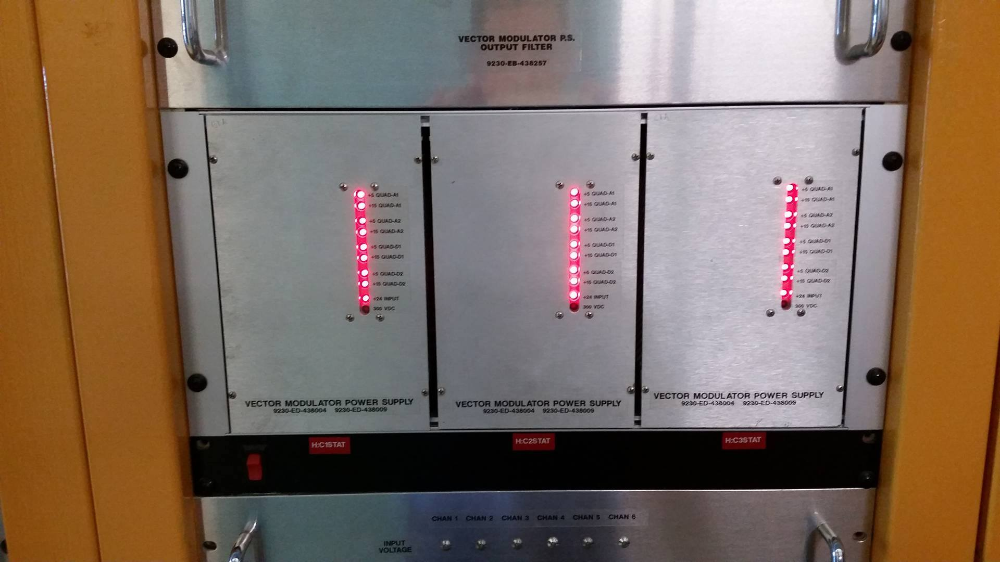 VECTOR MODULATOR P.S.
OUTPUT FILTER
9230-EB-438257
+5 QUAD-A1
+15 QUAD-A1
+5 QUAD-A2
+15 QUAD-A2
+5 QUAD-D1
+15 QUAD-D1
+5 QUAD-D2
+15 QUAD-D2
+24 INPUT
300 VDC
VECTOR MODULATOR POWER SUPPLY
9230-ED-438004 9230-ED-438009
+5 QUAD-A1
+15 QUAD-A1
+5 QUAD-A2
+15 QUAD-A2
+5 QUAD-D1
+15 QUAD-D1
+5 QUAD-D2
+15 QUAD-D2
+24 INPUT
300 VDC
VECTOR MODULATOR POWER SUPPLY
9230-ED-438004 9230-ED-438009
+5 QUAD-A1
+15 QUAD-A1
+5 QUAD-A2
+15 QUAD-A2
+5 QUAD-D1
+15 QUAD-D1
+5 QUAD-D2
+15 QUAD-D2
+24 INPUT
300 VDC
VECTOR MODULATOR POWER SUPPLY
9230-ED-438004 9230-ED-438009
H:C1STAT
H:C2STAT
H:C3STAT
CHAN 1 CHAN 2 CHAN 3 CHAN 4 CHAN 5 CHAN 6
INPUT
VOLTAGE